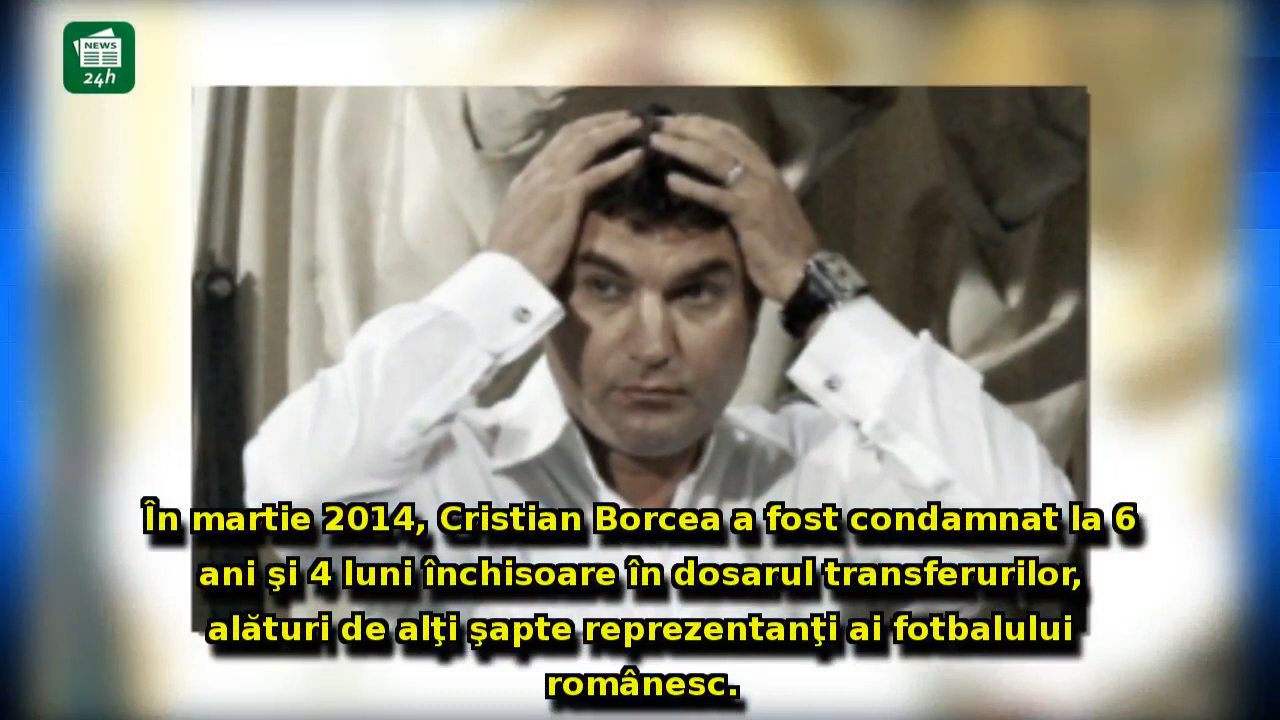 NEWS
24h
În martie 2014, Cristian Borcea a fost condamnat la 6
ani şi 4 luni închisoare în dosarul transferurilor,
alături de alţi şapte reprezentanţi ai fotbalului
românesc.